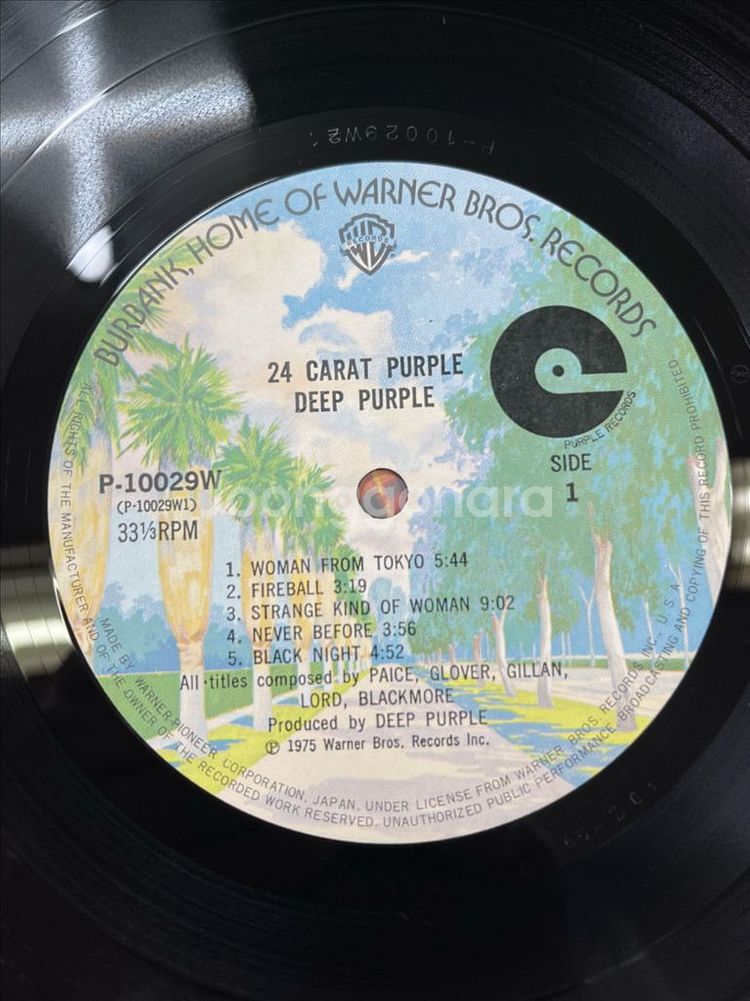 P-10029W2
BURBANK, HOME OF WARNER BROS. RECORDS
RECORDS
24 CARAT PURPLE
DEEP PURPLE
PURPLE RECORDS
SIDE
1
P-10029W
(P-10029W1)
33⅓RPM
joonggonara
1. WOMAN FROM TOKYO 5:44
2. FIREBALL 3:19
3. STRANGE KIND OF WOMAN 9:02
4. NEVER BEFORE 3:56
5. BLACK NIGHT 4:52
All titles composed by PAICE, GLOVER, GILLAN,
LORD, BLACKMORE
Produced by DEEP PURPLE
Ⓟ 1975 Warner Bros. Records Inc.
MADE BY WARNER-PIONEER CORPORATION, JAPAN, UNDER LICENSE FROM WARNER BROS. RECORDS INC., U.S.A.
ALL RIGHTS OF THE MANUFACTURER AND OF THE OWNER OF THE RECORDED WORK RESERVED. UNAUTHORIZED PUBLIC PERFORMANCE, BROADCASTING AND COPYING OF THIS RECORD PROHIBITED